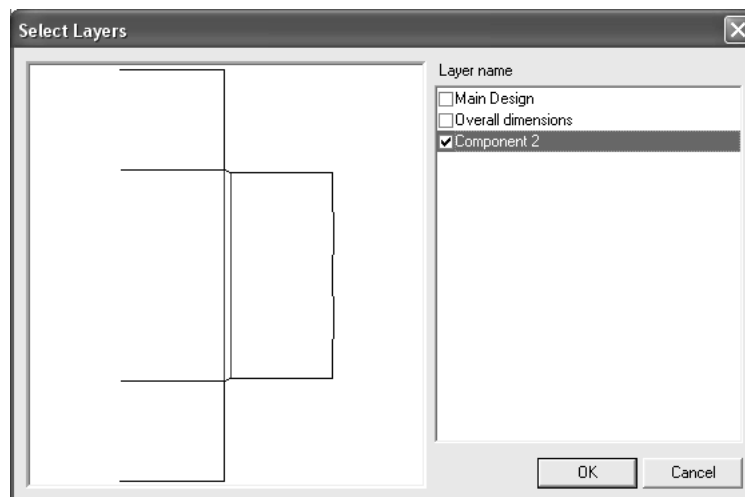 Select Layers
Layer name
Main Design
Overall dimensions
Component 2
OK
Cancel